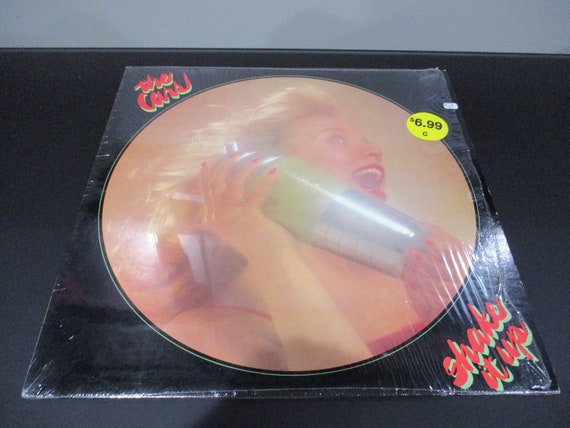 the
Cars
$6.99
C
shake
it up